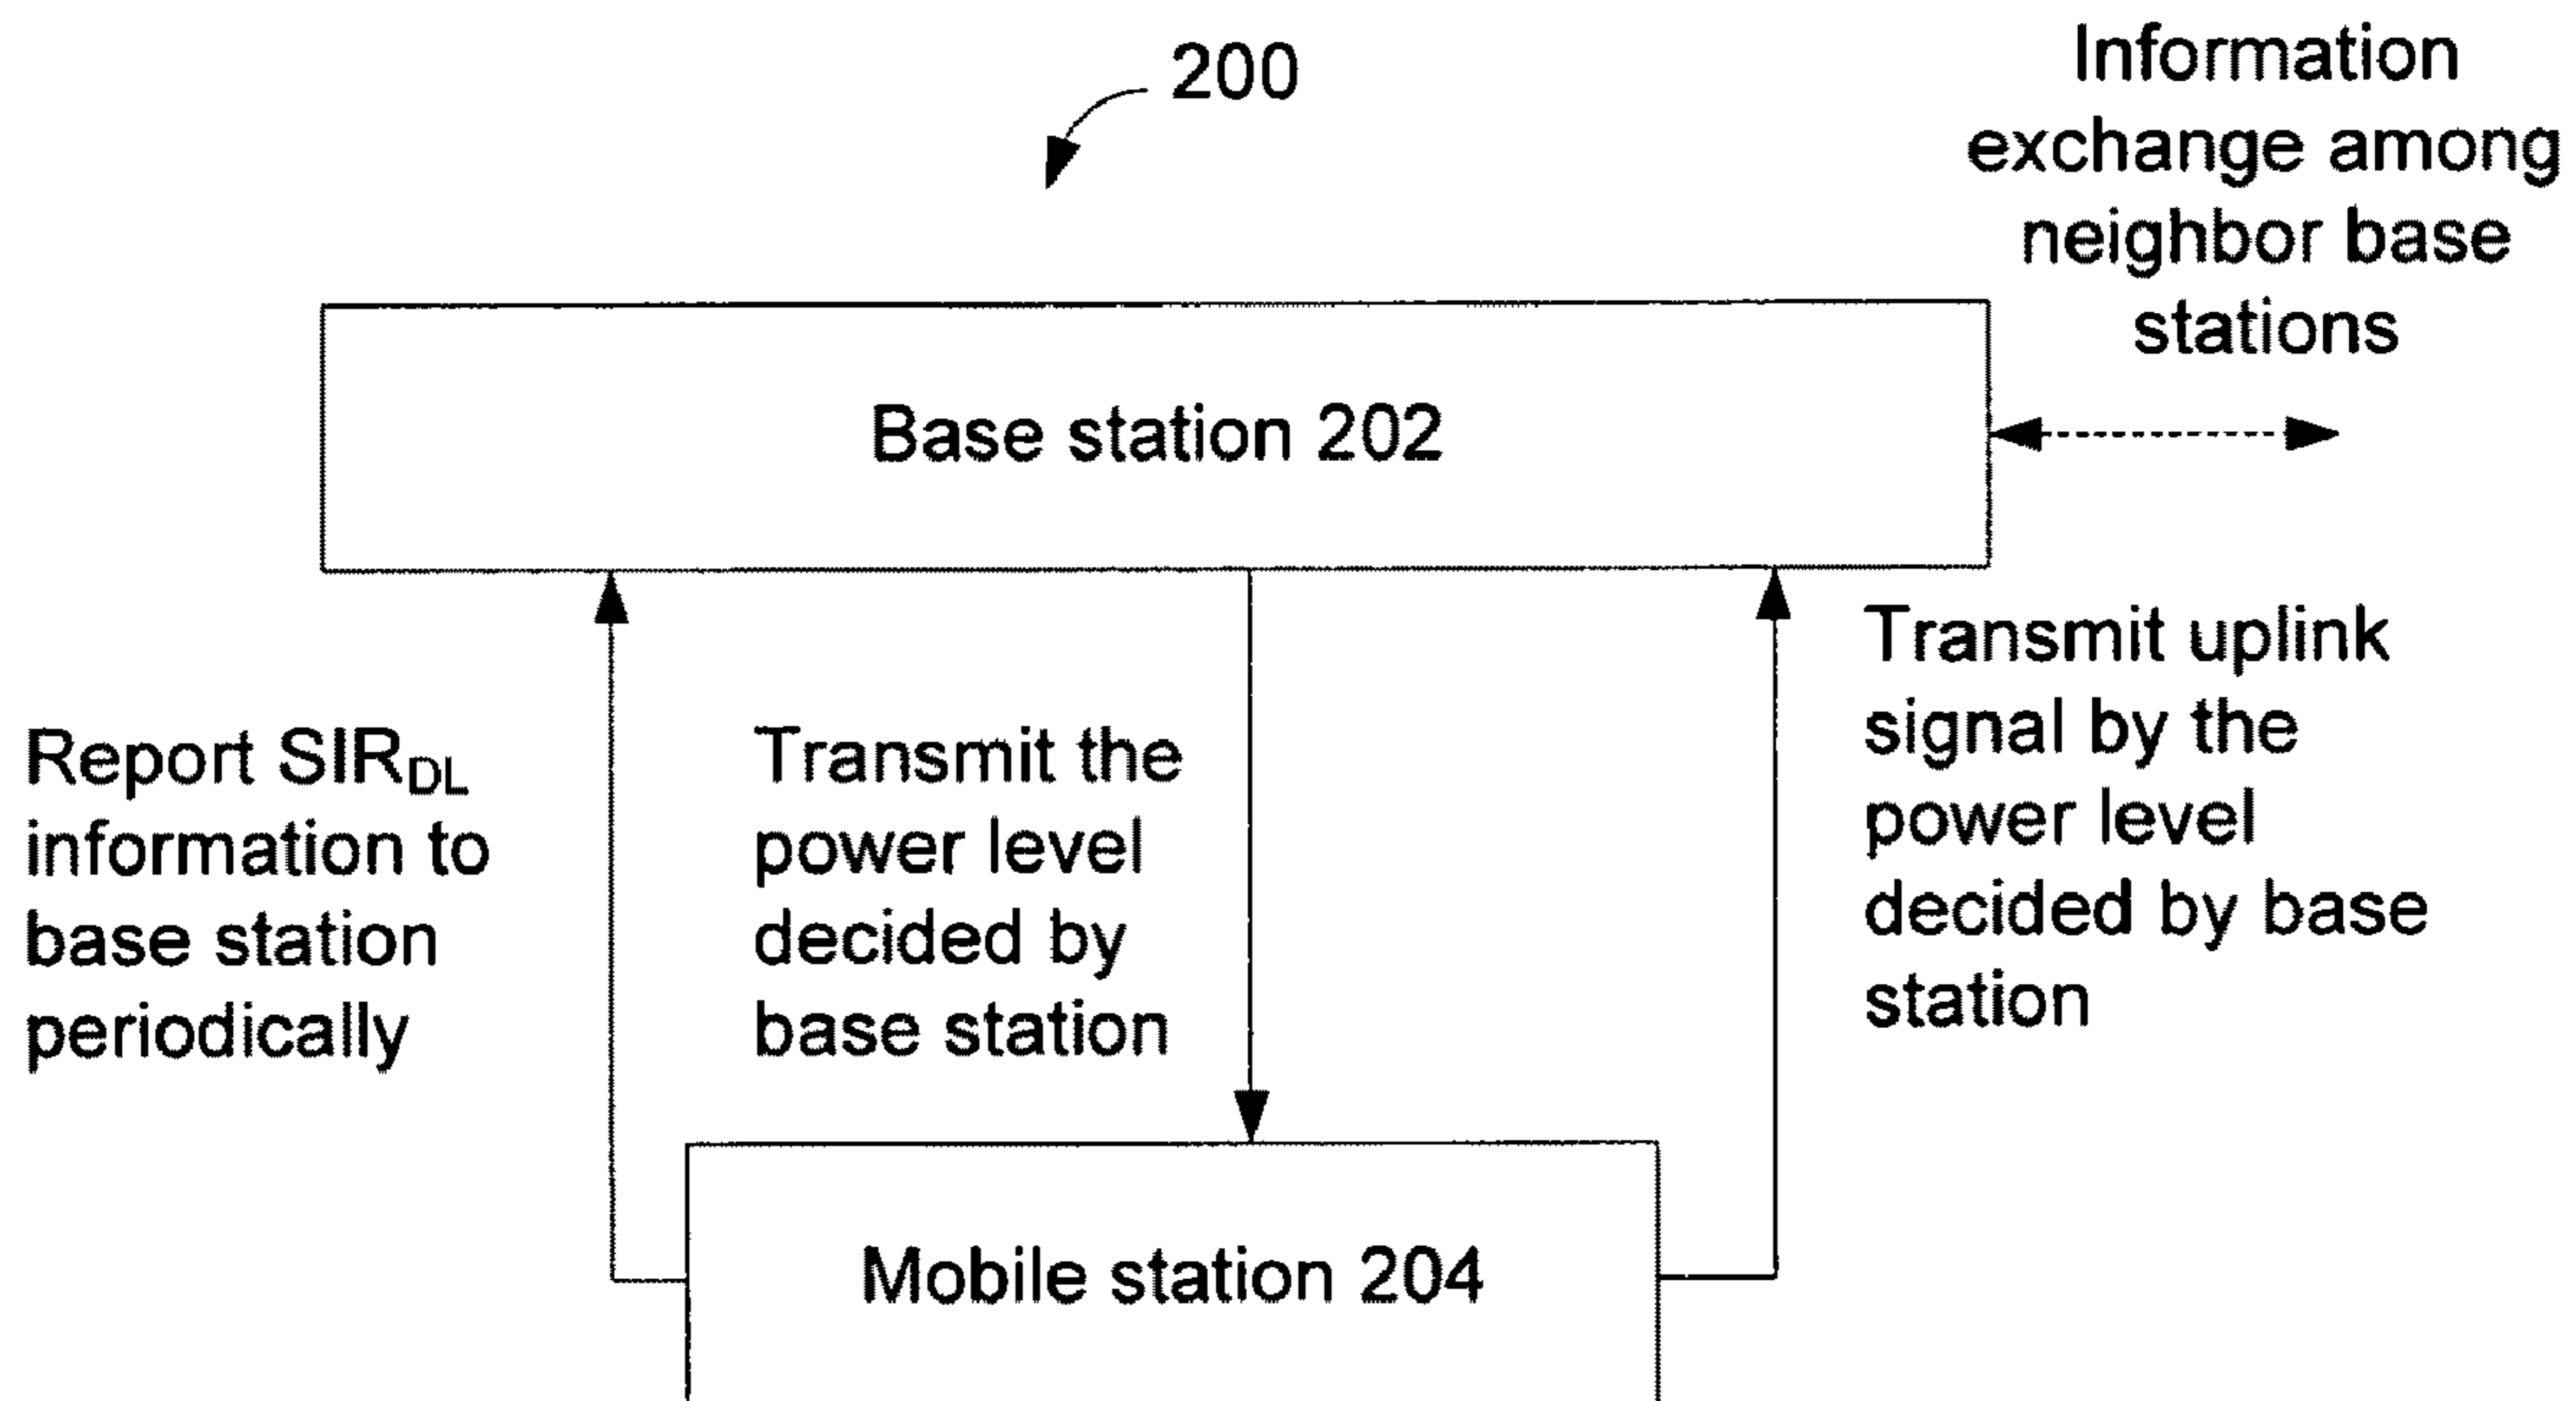 200
Information
exchange among
neighbor base
stations
Base station 202
Report SIR_DL
information to
base station
periodically
Transmit the
power level
decided by
base station
Transmit uplink
signal by the
power level
decided by base
station
Mobile station 204